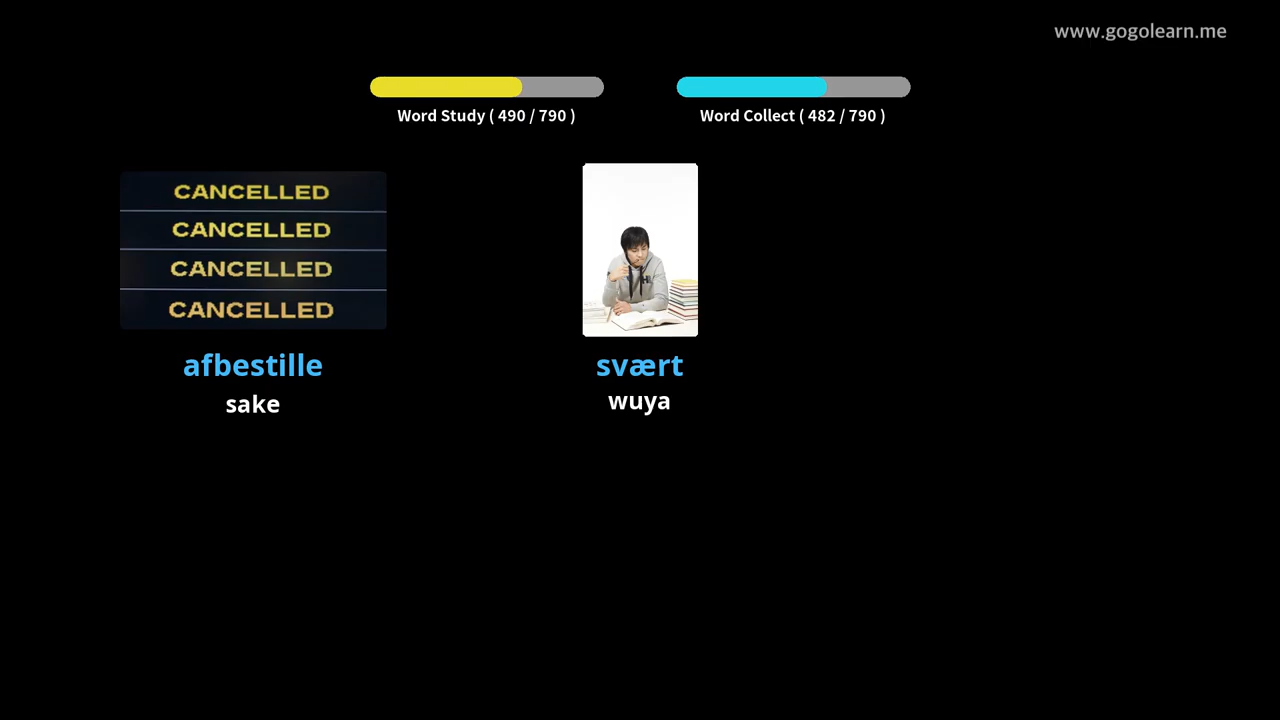 www.gogolearn.me
Word Study ( 490 / 790 )
Word Collect ( 482 / 790 )
CANCELLED
CANCELLED
CANCELLED
CANCELLED
afbestille
sake
svært
wuya